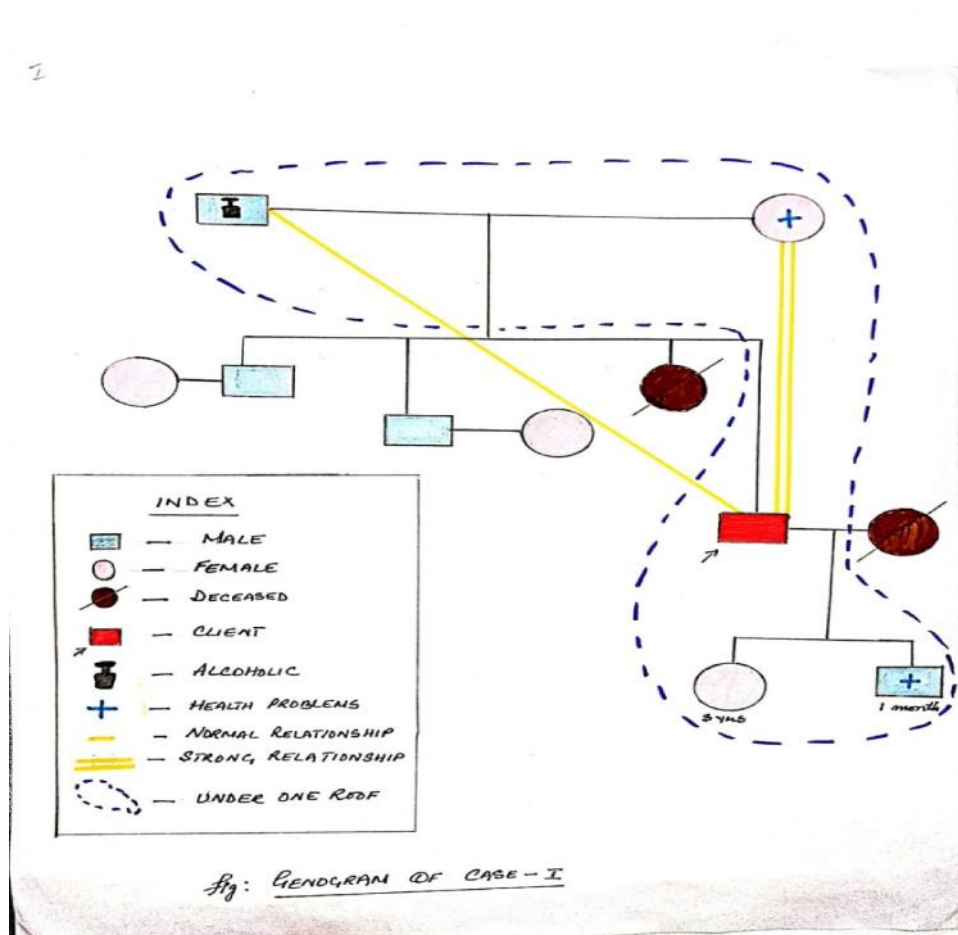 I
3 yrs
1 month
INDEX
— MALE
— FEMALE
— DECEASED
— CLIENT
— ALCOHOLIC
— HEALTH PROBLEMS
— NORMAL RELATIONSHIP
— STRONG RELATIONSHIP
— UNDER ONE ROOF
fig: GENOGRAM OF CASE-I